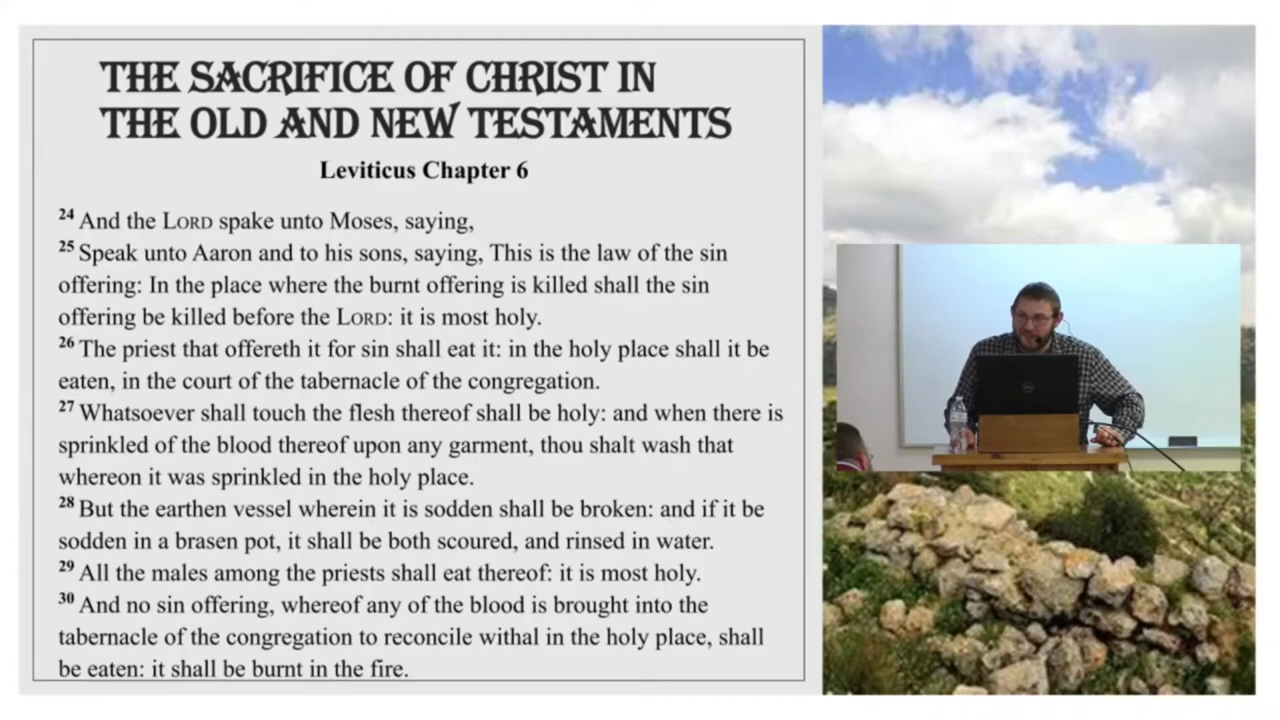 THE SACRIFICE OF CHRIST IN
THE OLD AND NEW TESTAMENTS
Leviticus Chapter 6
24 And the LORD spake unto Moses, saying,
25 Speak unto Aaron and to his sons, saying, This is the law of the sin
offering: In the place where the burnt offering is killed shall the sin
offering be killed before the LORD: it is most holy.
26 The priest that offereth it for sin shall eat it: in the holy place shall it be
eaten, in the court of the tabernacle of the congregation.
27 Whatsoever shall touch the flesh thereof shall be holy: and when there is
sprinkled of the blood thereof upon any garment, thou shalt wash that
whereon it was sprinkled in the holy place.
28 But the earthen vessel wherein it is sodden shall be broken: and if it be
sodden in a brasen pot, it shall be both scoured, and rinsed in water.
29 All the males among the priests shall eat thereof: it is most holy.
30 And no sin offering, whereof any of the blood is brought into the
tabernacle of the congregation to reconcile withal in the holy place, shall
be eaten: it shall be burnt in the fire.